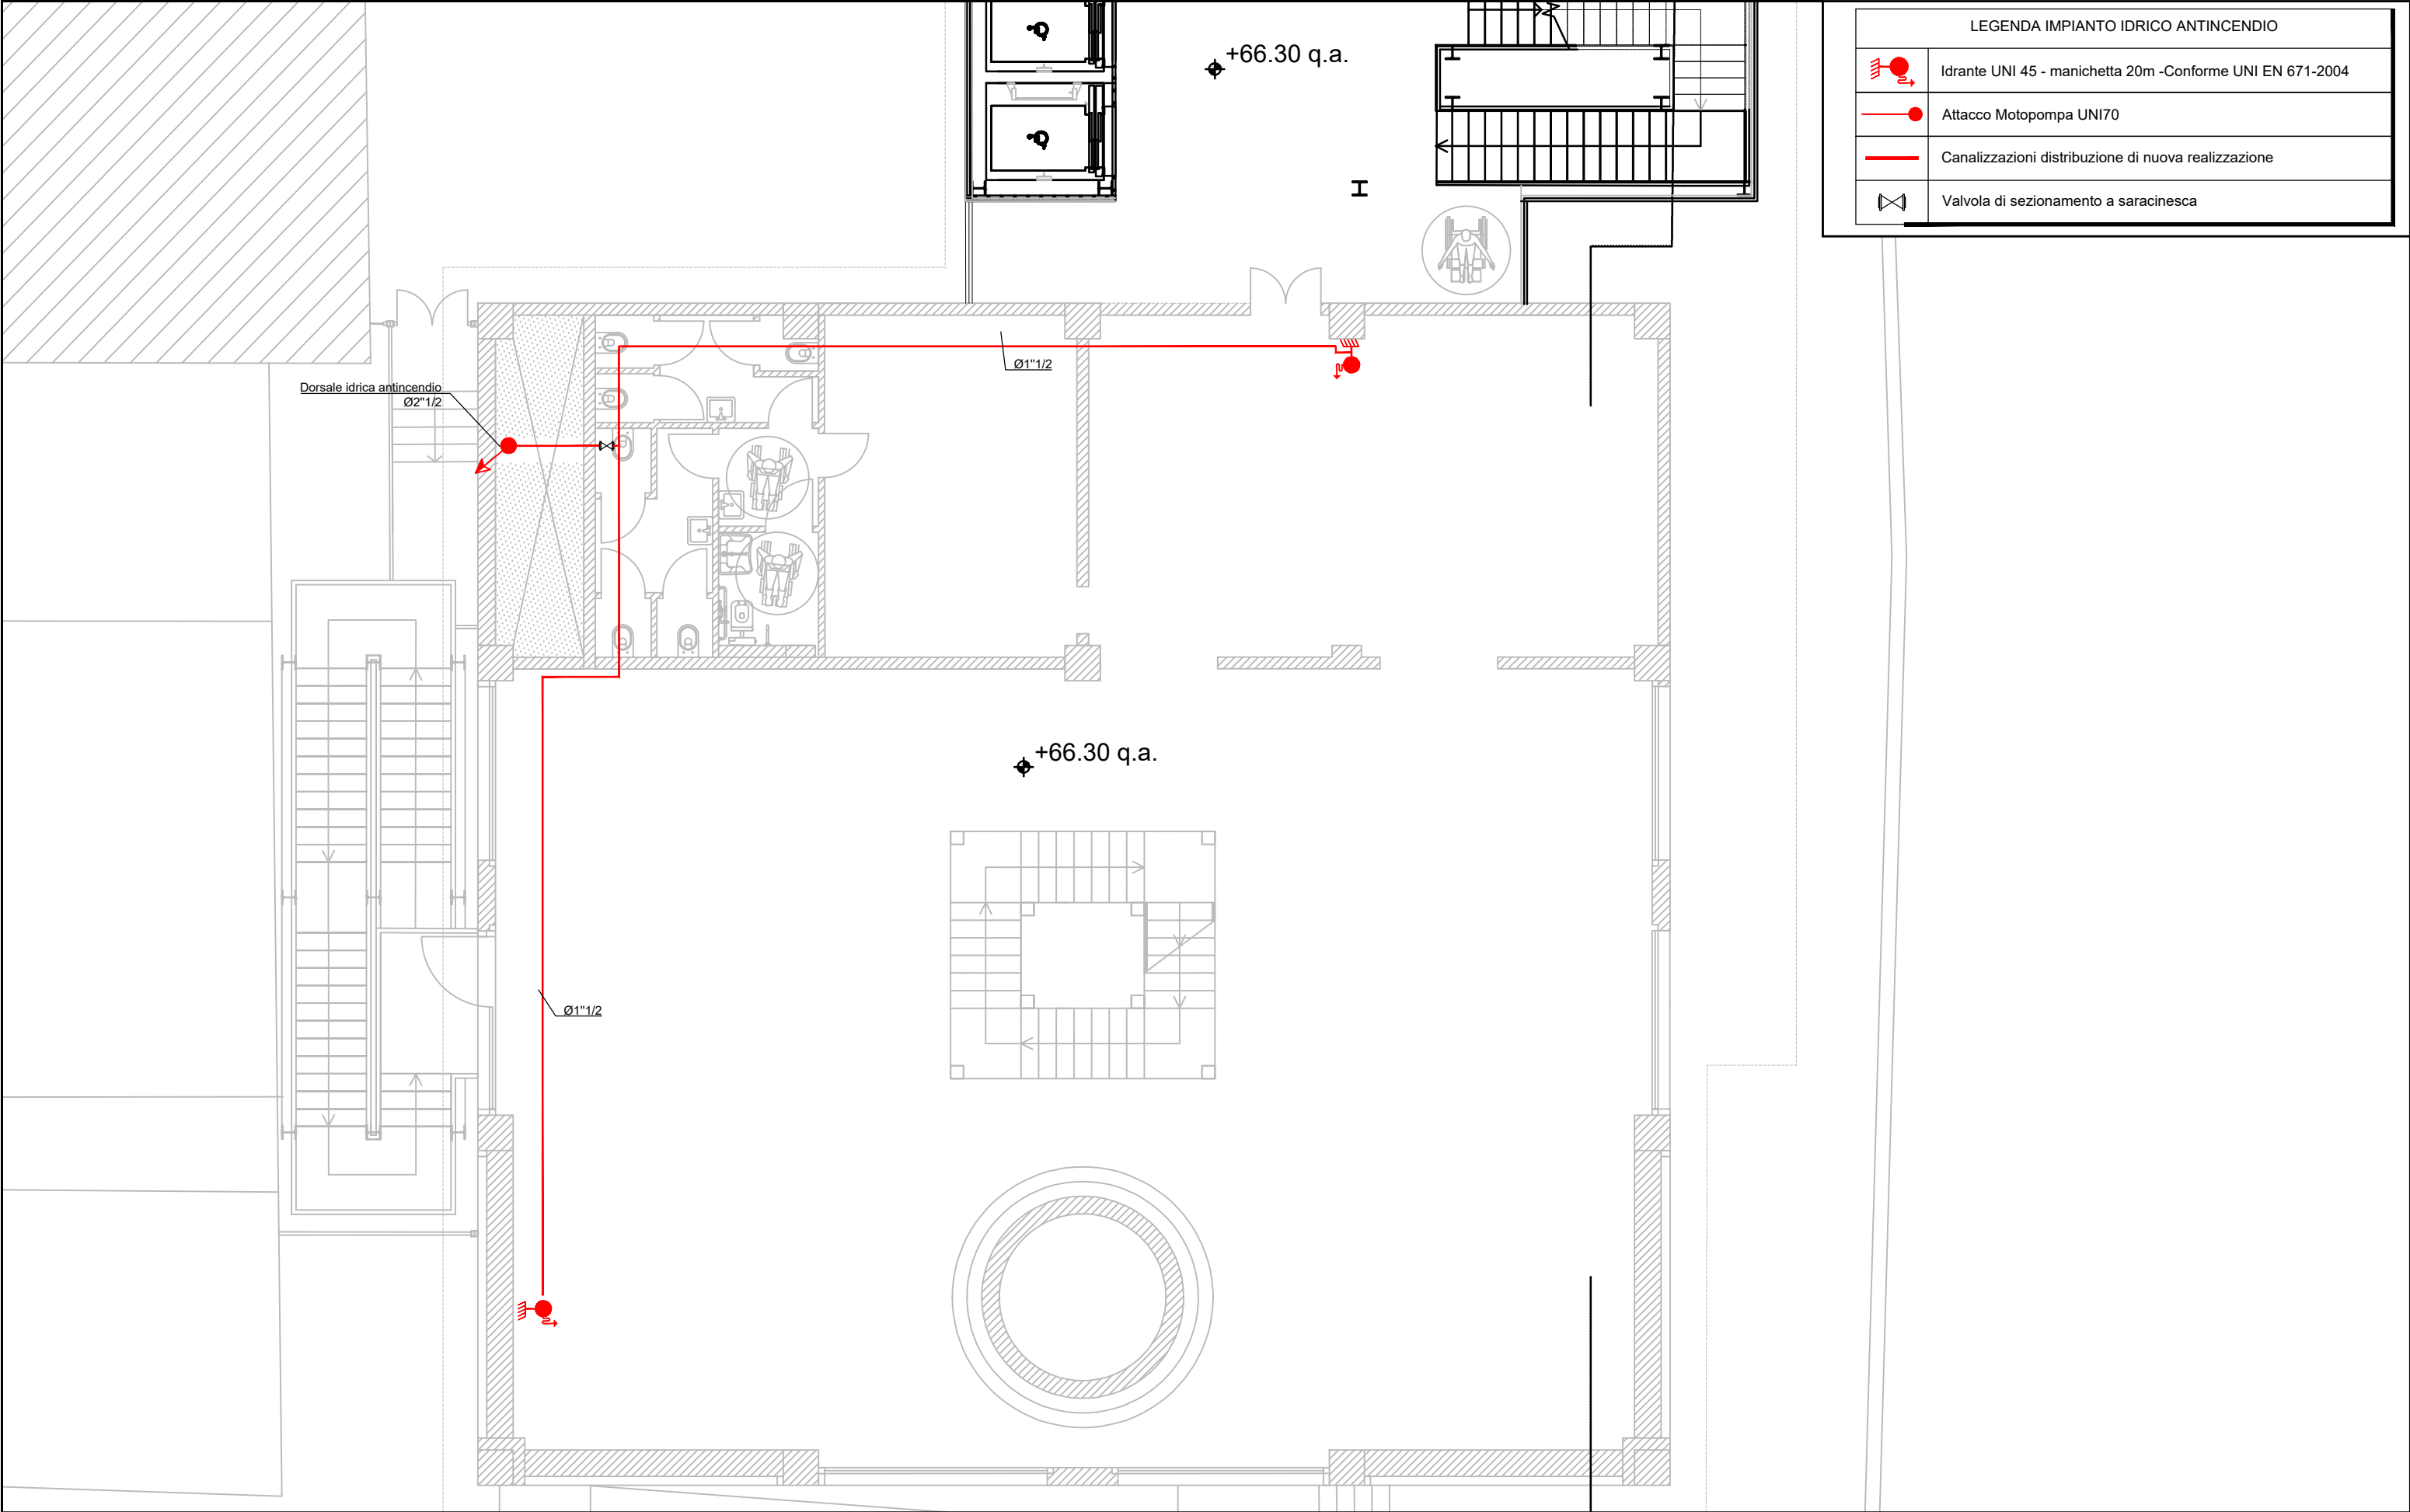 LEGENDA IMPIANTO IDRICO ANTINCENDIO
Idrante UNI 45 - manichetta 20m -Conforme UNI EN 671-2004
Attacco Motopompa UNI70
Canalizzazioni distribuzione di nuova realizzazione
Valvola di sezionamento a saracinesca
+66.30 q.a.
Ø1"1/2
Dorsale idrica antincendio
Ø2"1/2
+66.30 q.a.
Ø1"1/2